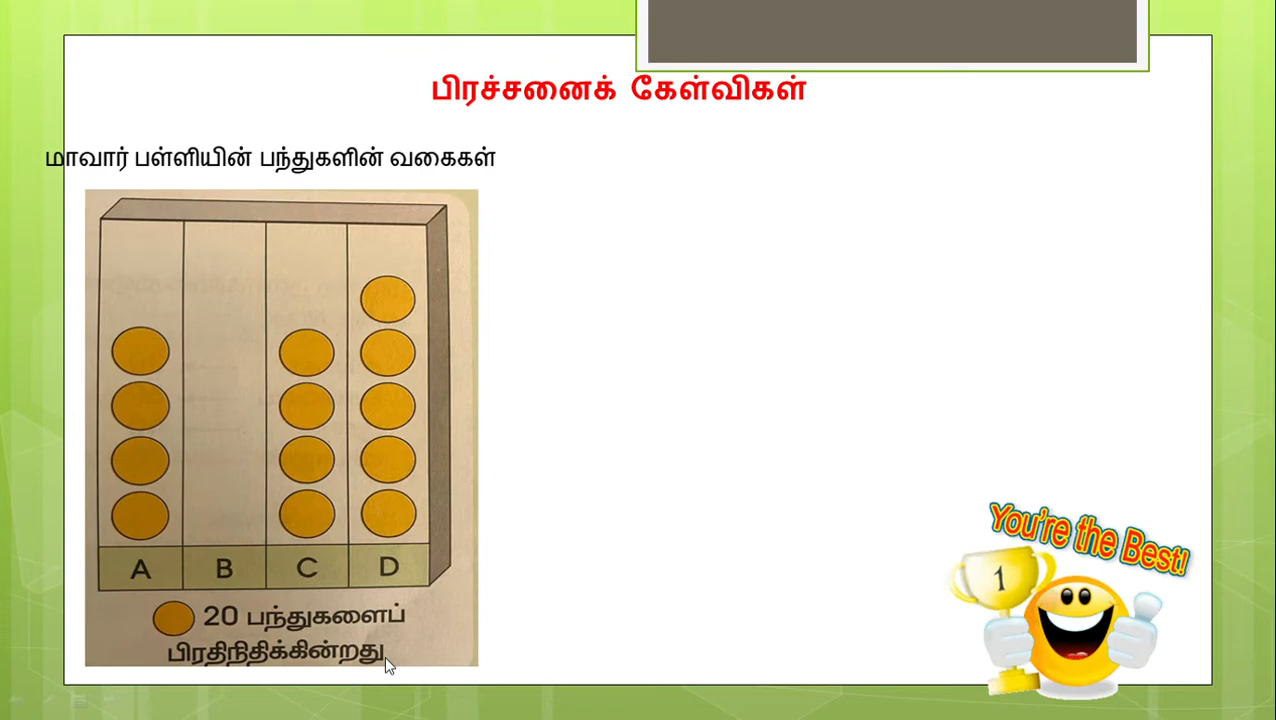 பிரச்சனைக் கேள்விகள்
மாவார் பள்ளியின் பந்துகளின் வகைகள்
A B C D
20 பந்துகளைப்
பிரதிநிதிக்கின்றது
You're the Best!
1